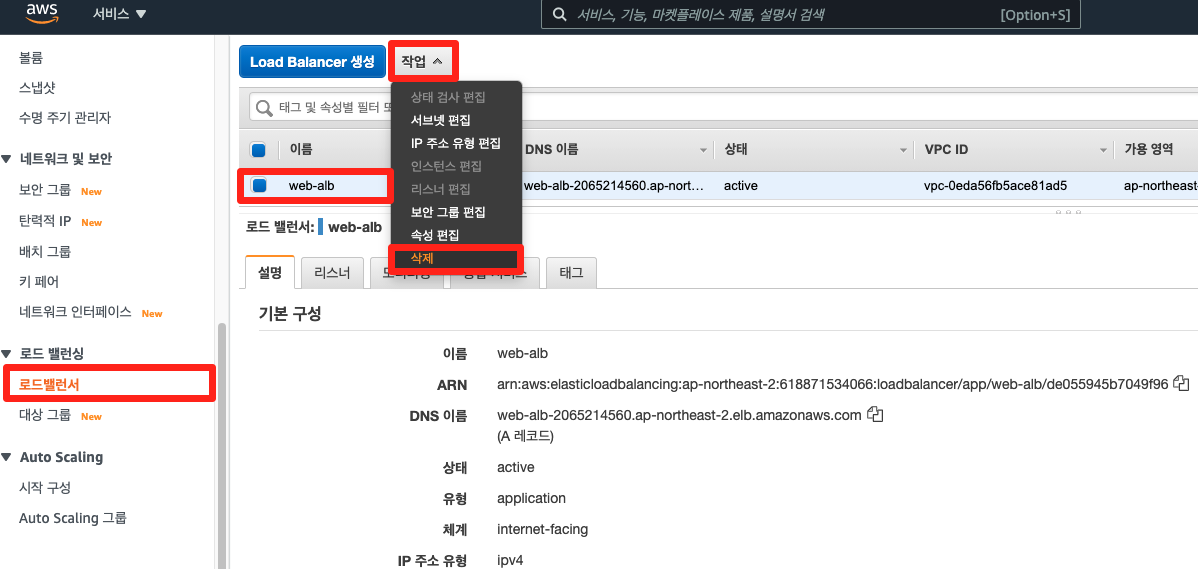 aws
서비스
서비스, 기능, 마켓플레이스 제품, 설명서 검색
[Option+S]
볼륨
스냅샷
수명 주기 관리자
네트워크 및 보안
보안 그룹 New
탄력적 IP New
배치 그룹
키 페어
네트워크 인터페이스 New
로드 밸런싱
로드밸런서
대상 그룹 New
Auto Scaling
시작 구성
Auto Scaling 그룹
Load Balancer 생성
작업
상태 검사 편집
서브넷 편집
IP 주소 유형 편집
인스턴스 편집
리스너 편집
보안 그룹 편집
속성 편집
삭제
태그 및 속성별 필터
이름 DNS 이름 상태 VPC ID 가용 영역
web-alb web-alb-2065214560.ap-nort... active vpc-0eda56fb5ace81ad5 ap-northeast
로드 밸런서: web-alb
설명 리스너 태그
기본 구성
이름 web-alb
ARN arn:aws:elasticloadbalancing:ap-northeast-2:618871534066:loadbalancer/app/web-alb/de055945b7049f96
DNS 이름 web-alb-2065214560.ap-northeast-2.elb.amazonaws.com
(A 레코드)
상태 active
유형 application
체계 internet-facing
IP 주소 유형 ipv4